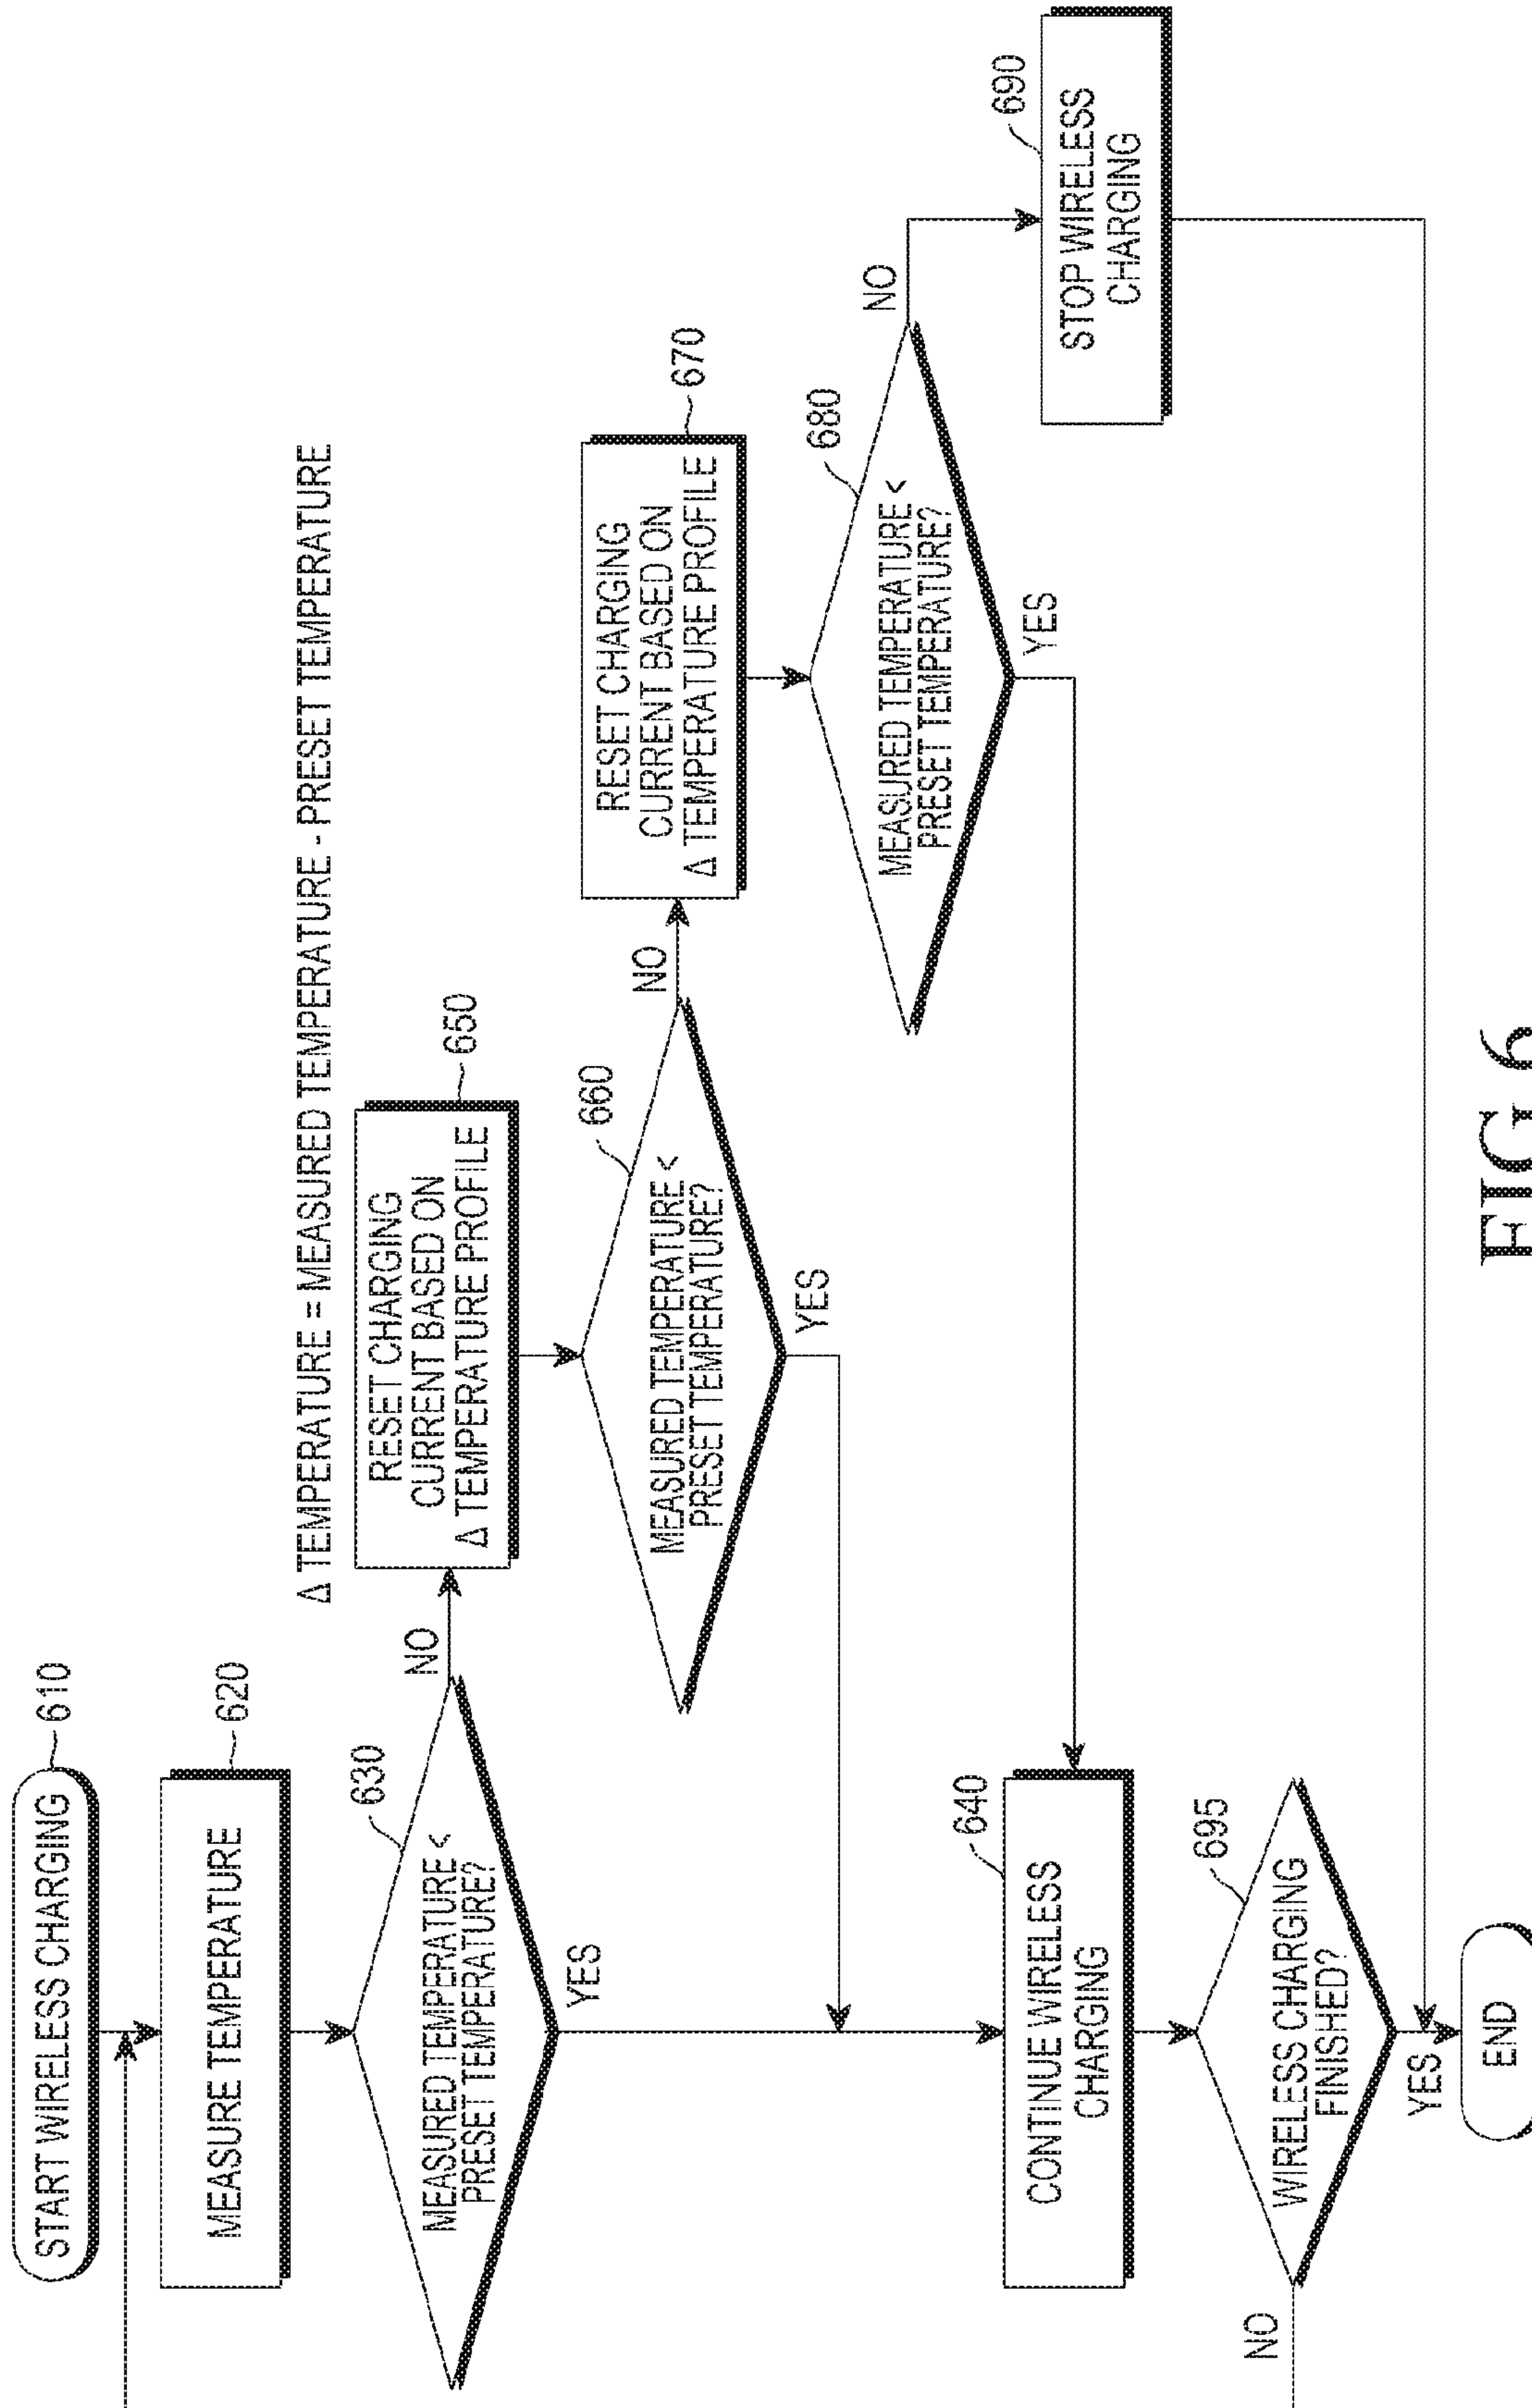 START WIRELESS CHARGING
610
MEASURE TEMPERATURE
620
Δ TEMPERATURE = MEASURED TEMPERATURE - PRESET TEMPERATURE
630
MEASURED TEMPERATURE <
PRESET TEMPERATURE?
NO
YES
RESET CHARGING
CURRENT BASED ON
Δ TEMPERATURE PROFILE
650
660
MEASURED TEMPERATURE <
PRESET TEMPERATURE?
NO
YES
RESET CHARGING
CURRENT BASED ON
Δ TEMPERATURE PROFILE
670
680
MEASURED TEMPERATURE <
PRESET TEMPERATURE?
NO
YES
690
STOP WIRELESS
CHARGING
640
CONTINUE WIRELESS
CHARGING
695
WIRELESS CHARGING
FINISHED?
NO
YES
END
FIG.6